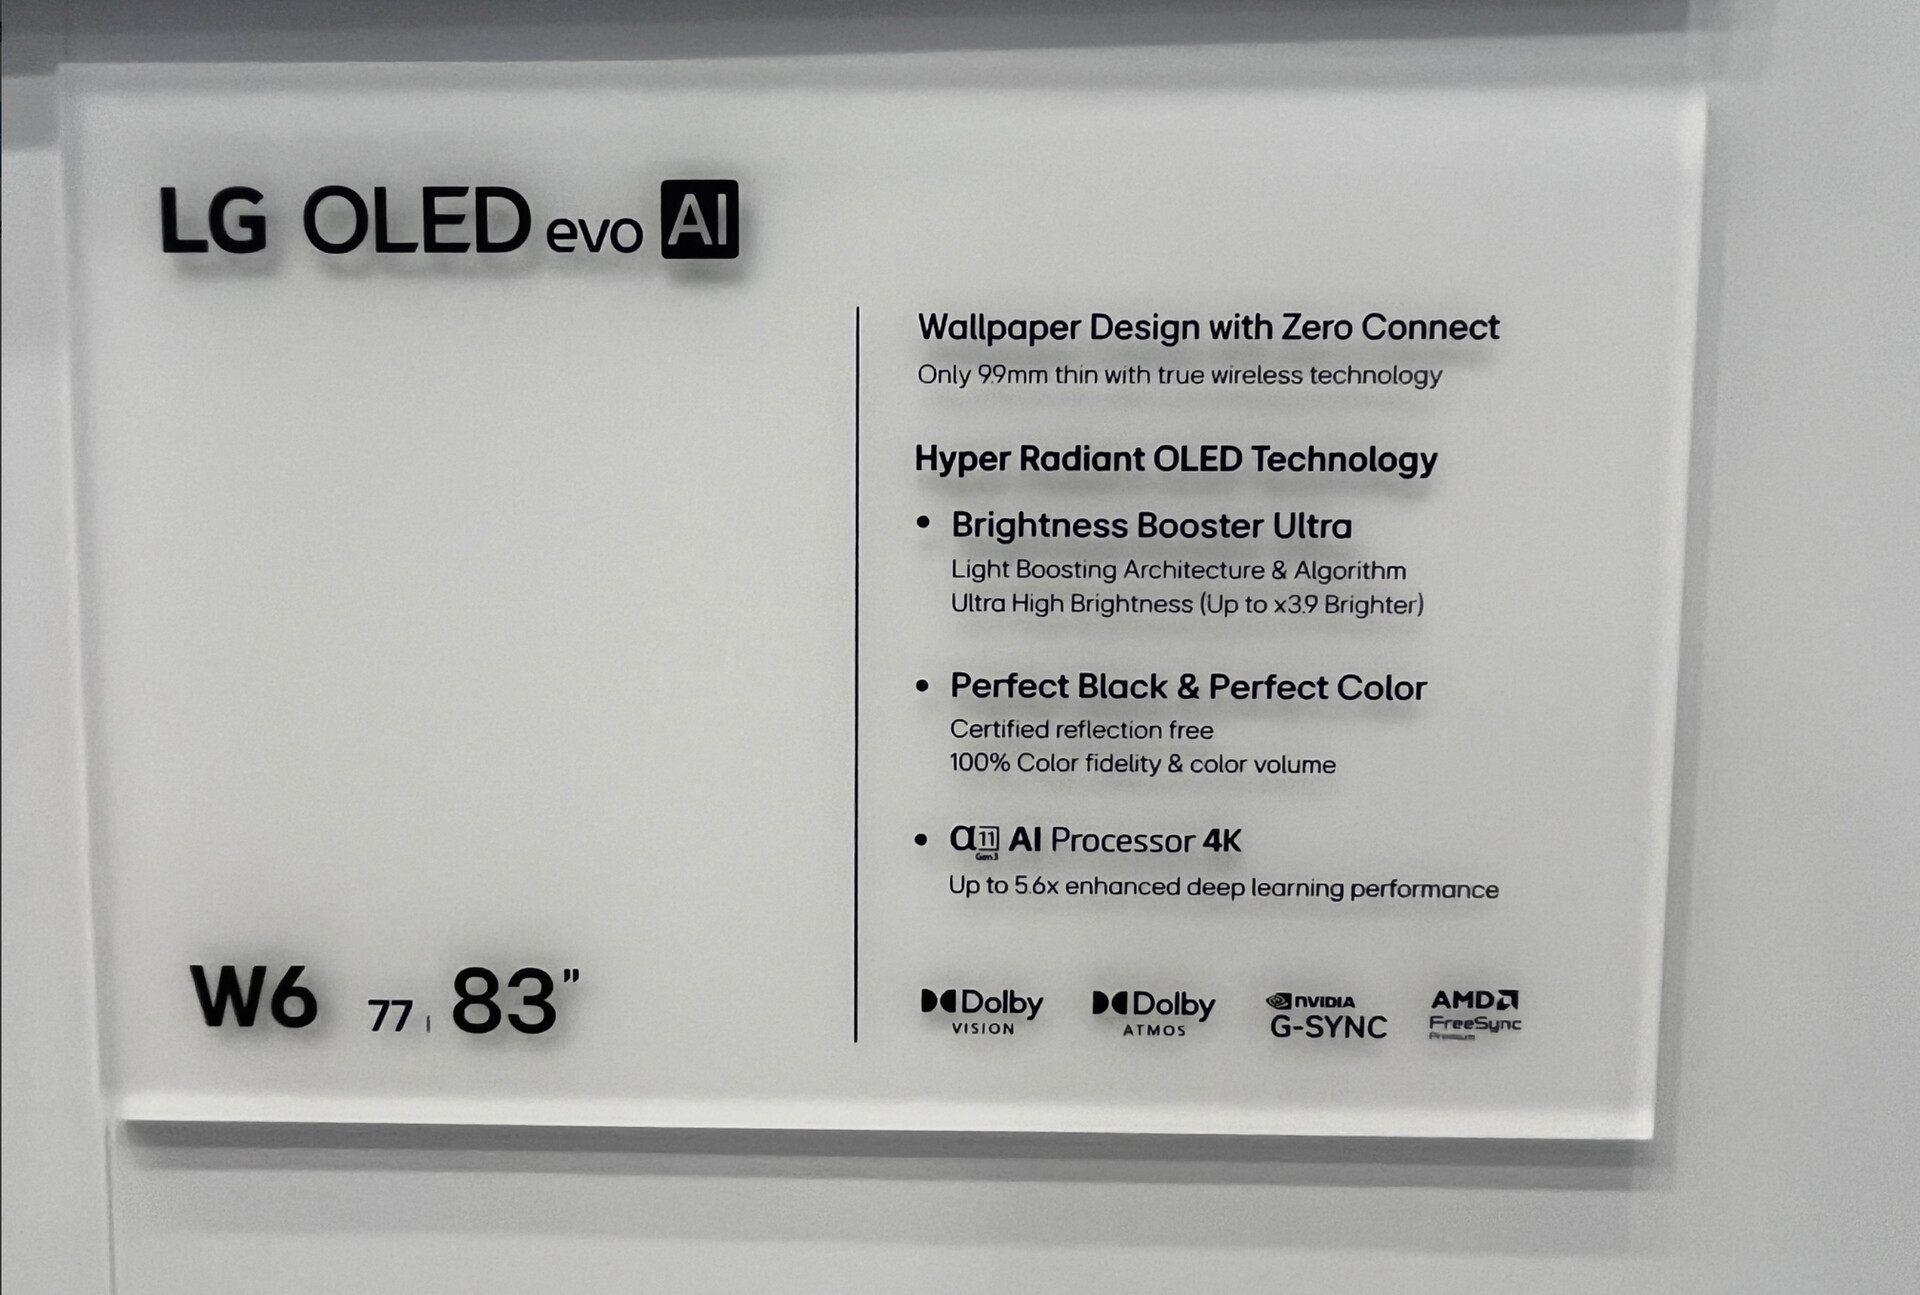 LG OLED evo AI
Wallpaper Design with Zero Connect
Only 9.9mm thin with true wireless technology
Hyper Radiant OLED Technology
• Brightness Booster Ultra
Light Boosting Architecture & Algorithm
Ultra High Brightness (Up to x3.9 Brighter)
• Perfect Black & Perfect Color
Certified reflection free
100% Color fidelity & color volume
• α11 AI Processor 4K
Gen3
Up to 5.6x enhanced deep learning performance
W6 77 | 83"
Dolby VISION
Dolby ATMOS
NVIDIA G-SYNC
AMD FreeSync Premium